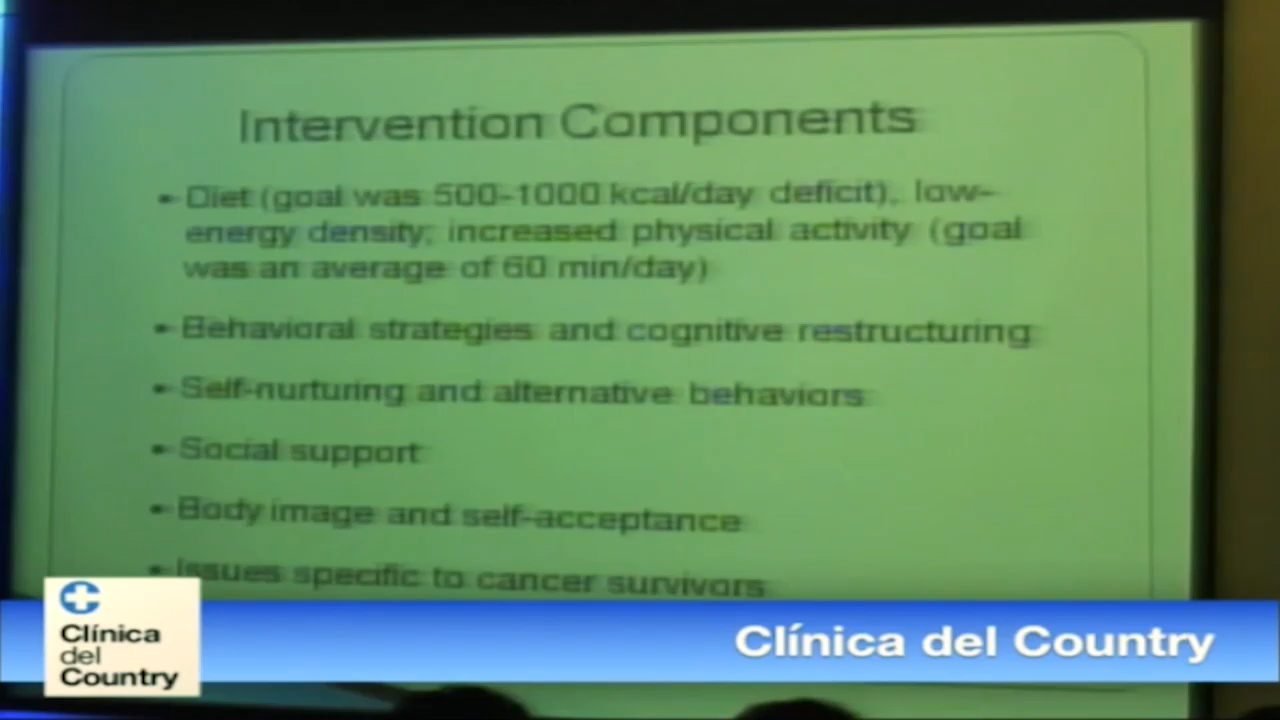 Intervention Components
• Diet (goal was 500-1000 kcal/day deficit), low-
energy density; increased physical activity (goal
was an average of 60 min/day)
• Behavioral strategies and cognitive restructuring
• Self-nurturing and alternative behaviors
• Social support
• Body image and self-acceptance
• Issues specific to cancer survivors
Clínica
del
Country
Clínica del Country